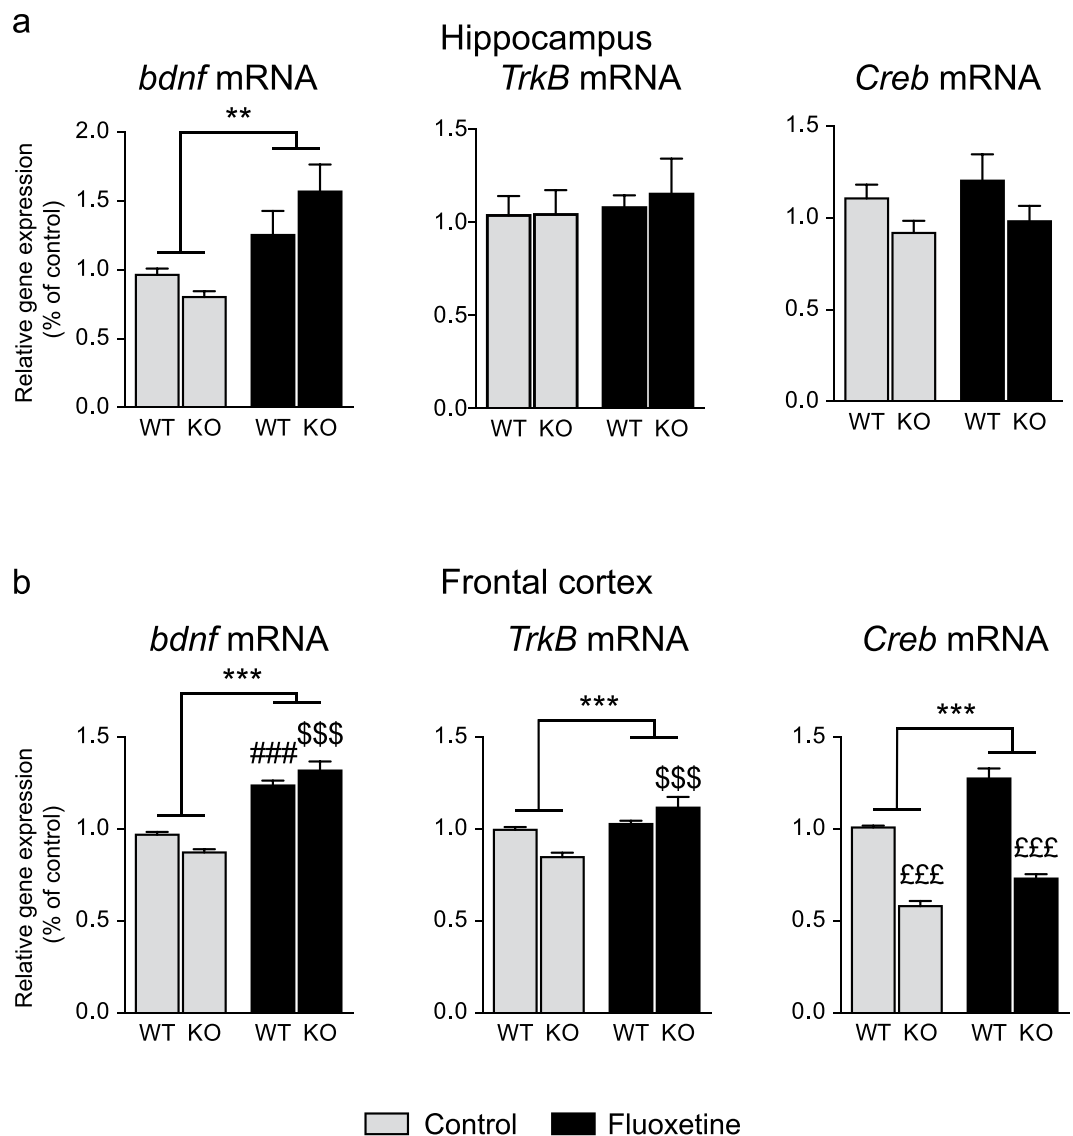 a
Hippocampus
bdnf mRNA
TrkB mRNA
Creb mRNA
Relative gene expression
(% of control)
2.0
1.5
1.0
0.5
0.0
**
WT KO WT KO
1.5
1.0
0.5
0.0
WT KO WT KO
1.5
1.0
0.5
0.0
WT KO WT KO
b
Frontal cortex
bdnf mRNA
TrkB mRNA
Creb mRNA
Relative gene expression
(% of control)
1.5
1.0
0.5
0.0
***
###
$$$
WT KO WT KO
1.5
1.0
0.5
0.0
***
$$$
WT KO WT KO
1.5
1.0
0.5
0.0
***
£££
£££
WT KO WT KO
Control
Fluoxetine